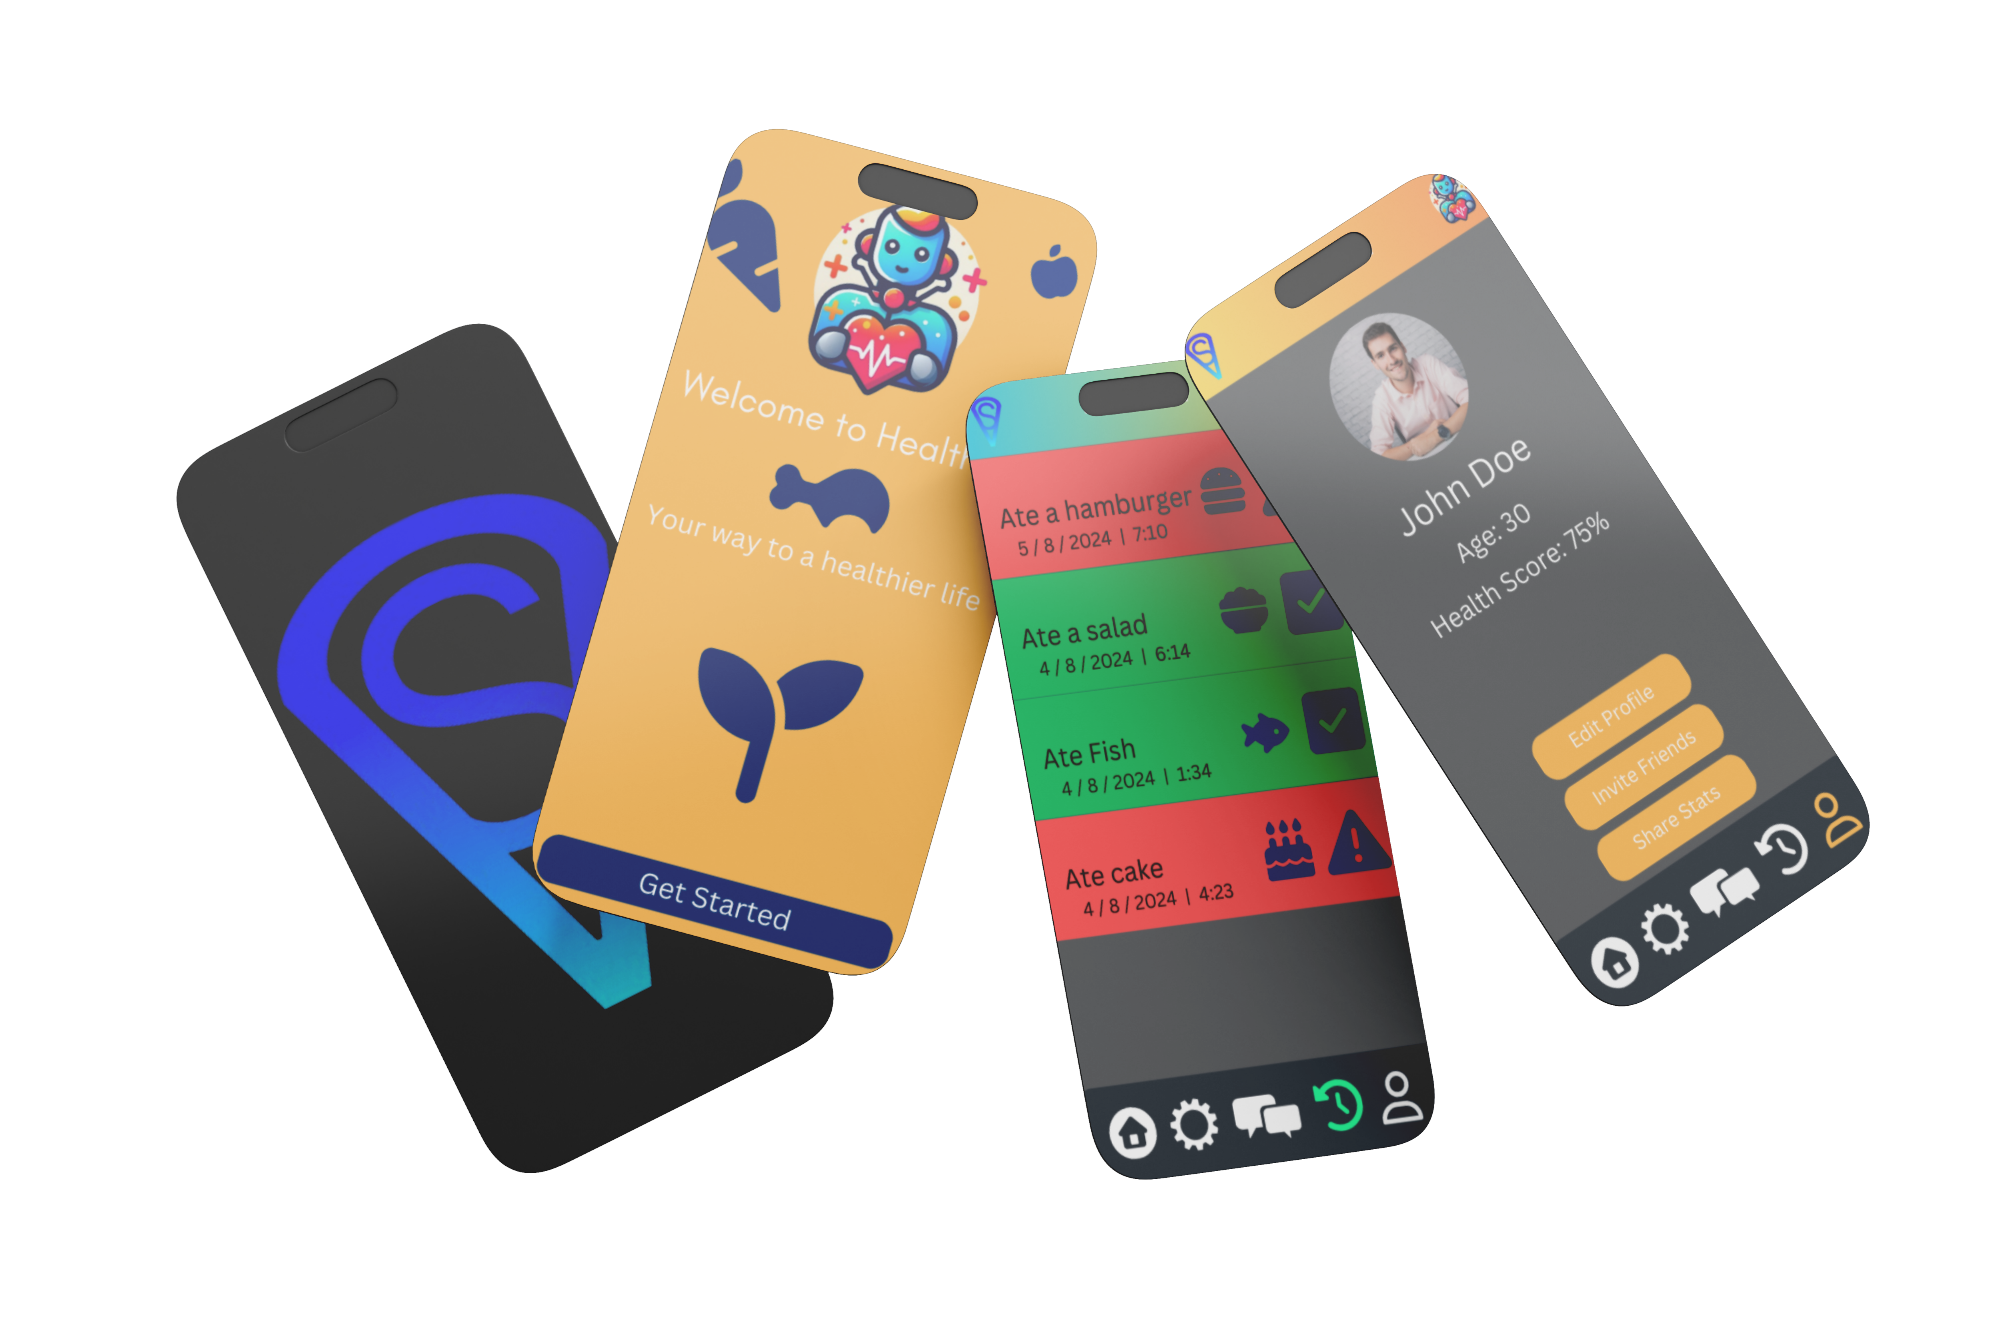 Welcome to Health
Your way to a healthier life
Get Started
Ate a hamburger
5 / 8 / 2024 | 7:10
Ate a salad
4 / 8 / 2024 | 6:14
Ate Fish
4 / 8 / 2024 | 1:34
Ate cake
4 / 8 / 2024 | 4:23
John Doe
Age: 30
Health Score: 75%
Edit Profile
Invite Friends
Share Stats